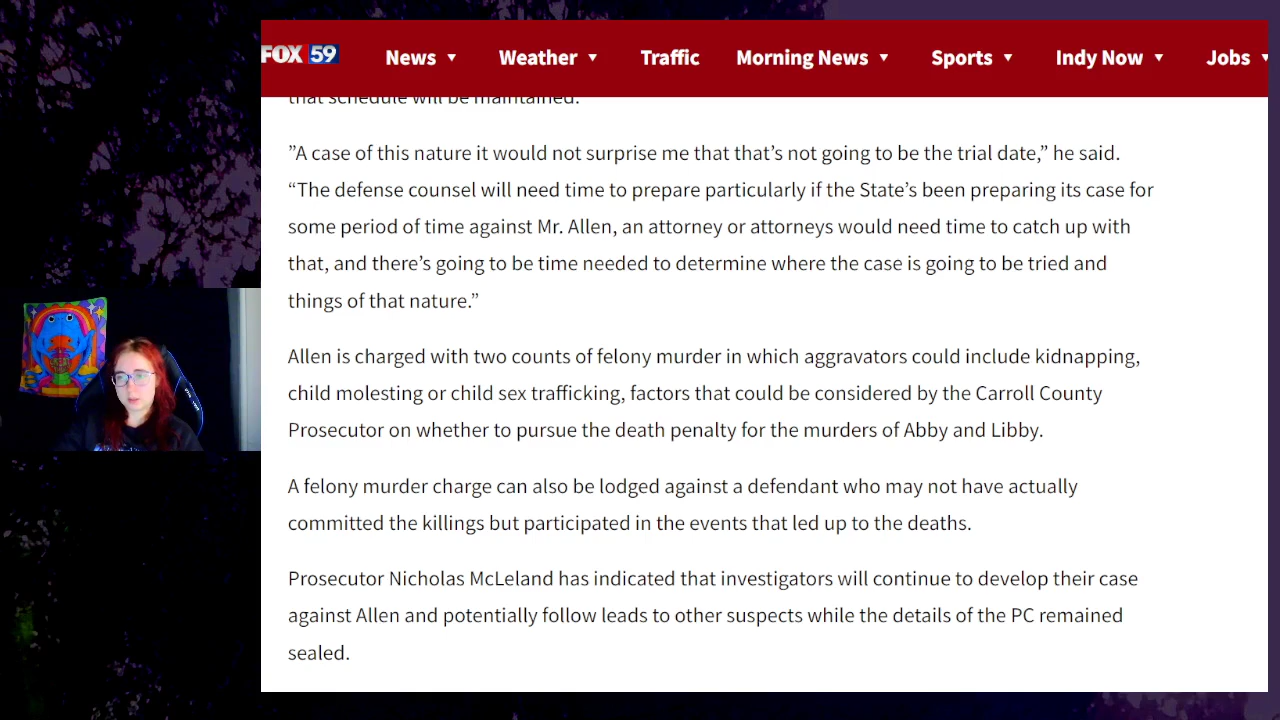 FOX 59 News Weather Traffic Morning News Sports Indy Now Jobs
that schedule will be maintained.
”A case of this nature it would not surprise me that that’s not going to be the trial date,” he said.
“The defense counsel will need time to prepare particularly if the State’s been preparing its case for
some period of time against Mr. Allen, an attorney or attorneys would need time to catch up with
that, and there’s going to be time needed to determine where the case is going to be tried and
things of that nature.”
Allen is charged with two counts of felony murder in which aggravators could include kidnapping,
child molesting or child sex trafficking, factors that could be considered by the Carroll County
Prosecutor on whether to pursue the death penalty for the murders of Abby and Libby.
A felony murder charge can also be lodged against a defendant who may not have actually
committed the killings but participated in the events that led up to the deaths.
Prosecutor Nicholas McLeland has indicated that investigators will continue to develop their case
against Allen and potentially follow leads to other suspects while the details of the PC remained
sealed.